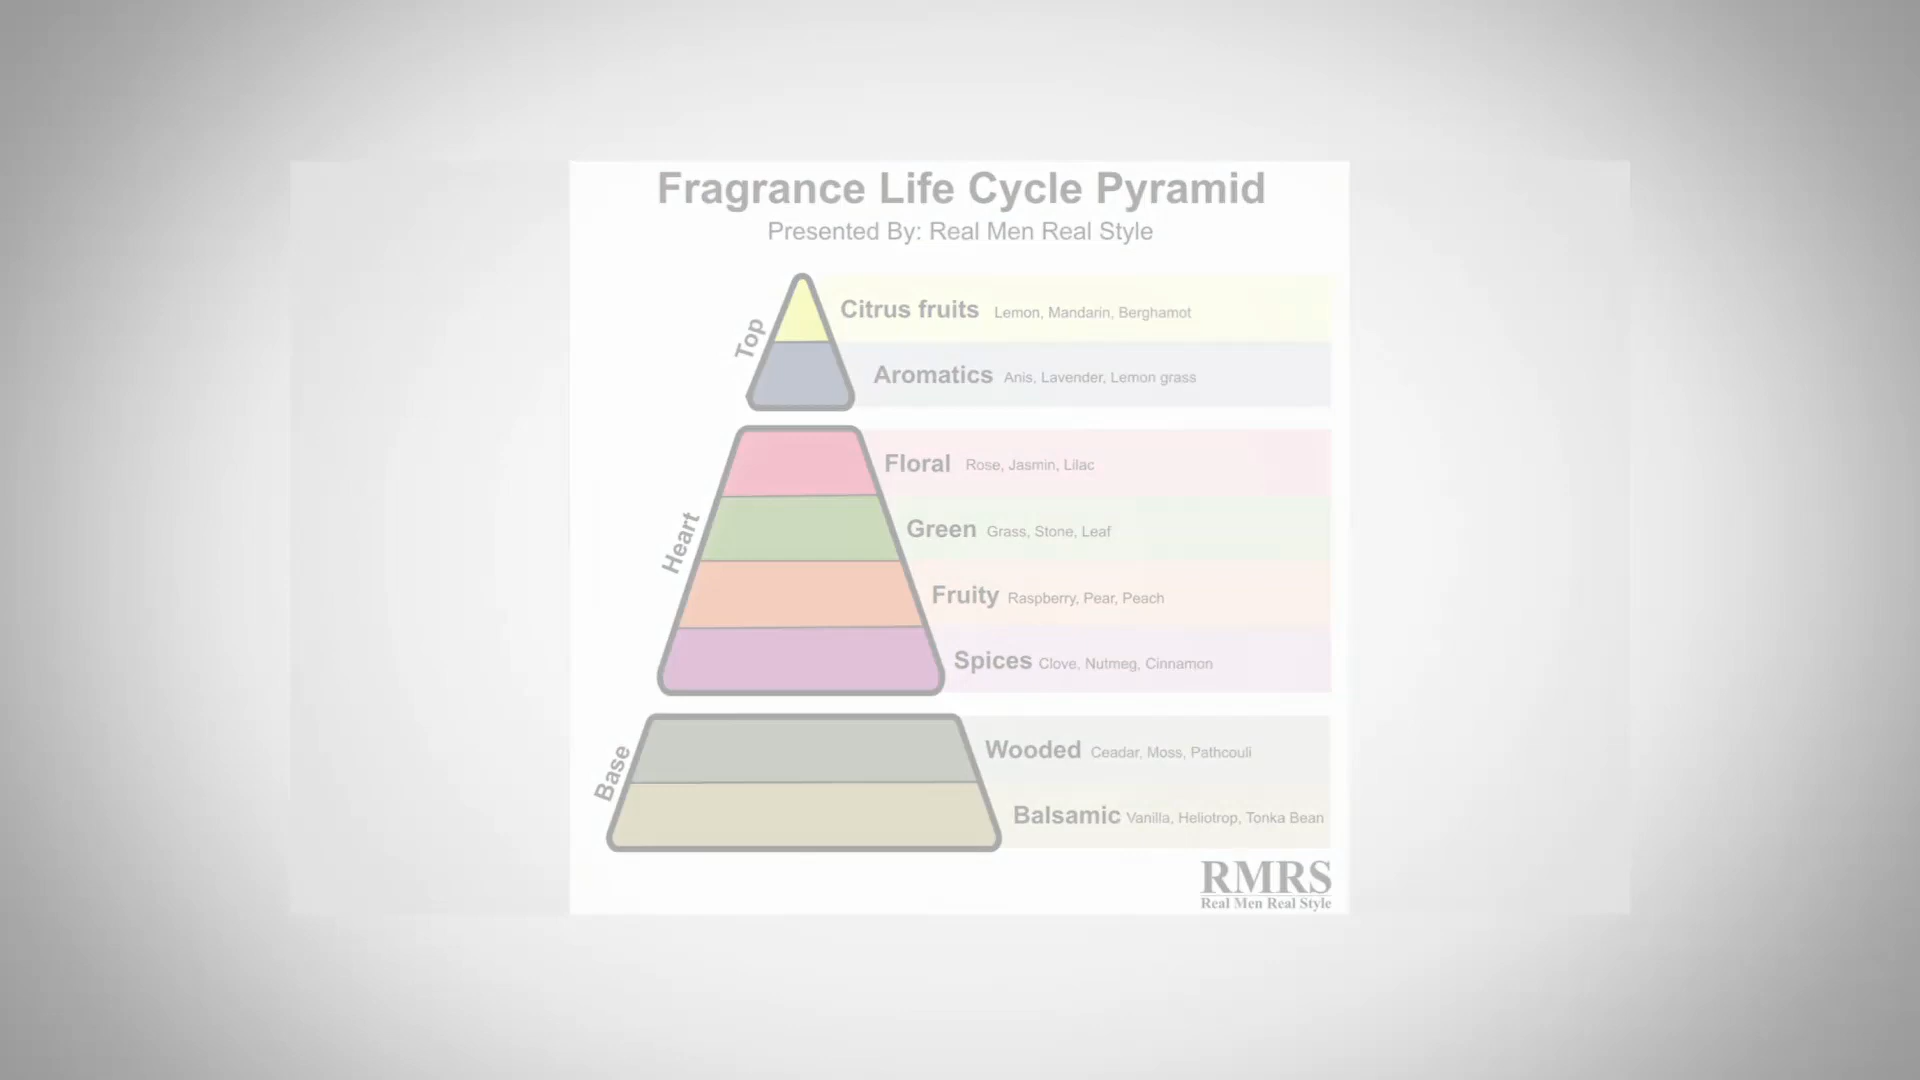 Fragrance Life Cycle Pyramid
Presented By: Real Men Real Style
Top
Citrus fruits Lemon, Mandarin, Berghamot
Aromatics Anis, Lavender, Lemon grass
Heart
Floral Rose, Jasmin, Lilac
Green Grass, Stone, Leaf
Fruity Raspberry, Pear, Peach
Spices Clove, Nutmeg, Cinnamon
Base
Wooded Ceadar, Moss, Pathcouli
Balsamic Vanilla, Heliotrop, Tonka Bean
RMRS
Real Men Real Style